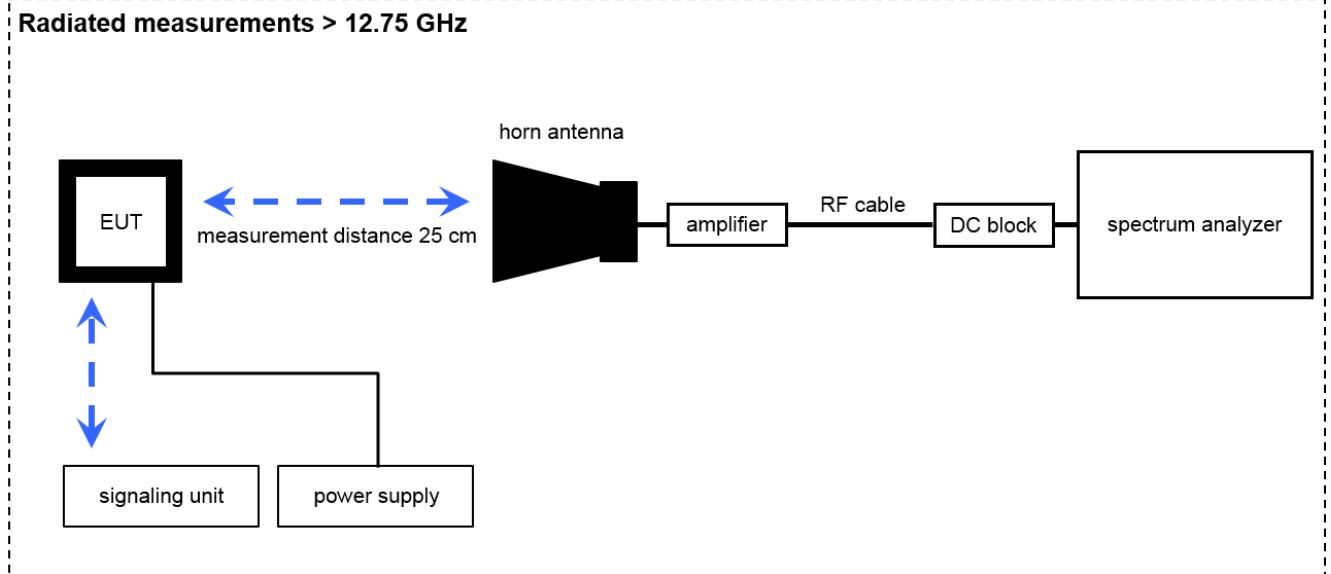 Radiated measurements > 12.75 GHz
horn antenna
EUT
measurement distance 25 cm
amplifier
RF cable
DC block
spectrum analyzer
signaling unit
power supply